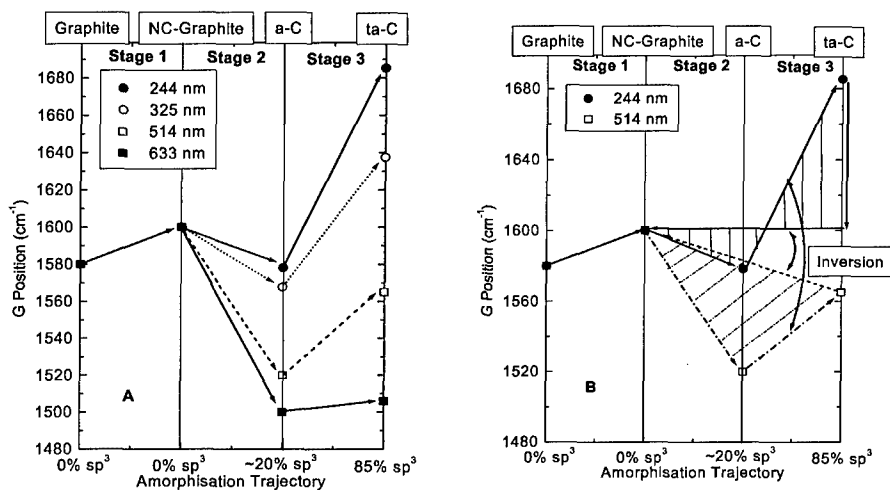 Graphite NC-Graphite a-C ta-C
Stage 1 Stage 2 Stage 3
1680
1660
1640
1620
1600
1580
1560
1540
1520
1500
1480
G Position (cm⁻¹)
244 nm
325 nm
514 nm
633 nm
A
0% sp³ 0% sp³ ~20% sp³ 85% sp³
Amorphisation Trajectory
B
Graphite NC-Graphite a-C ta-C
Stage 1 Stage 2 Stage 3
1680
1640
1600
1560
1520
1480
G Position (cm⁻¹)
244 nm
514 nm
Inversion
B
0% sp³ 0% sp³ ~20% sp³ 85% sp³
Amorphisation Trajectory